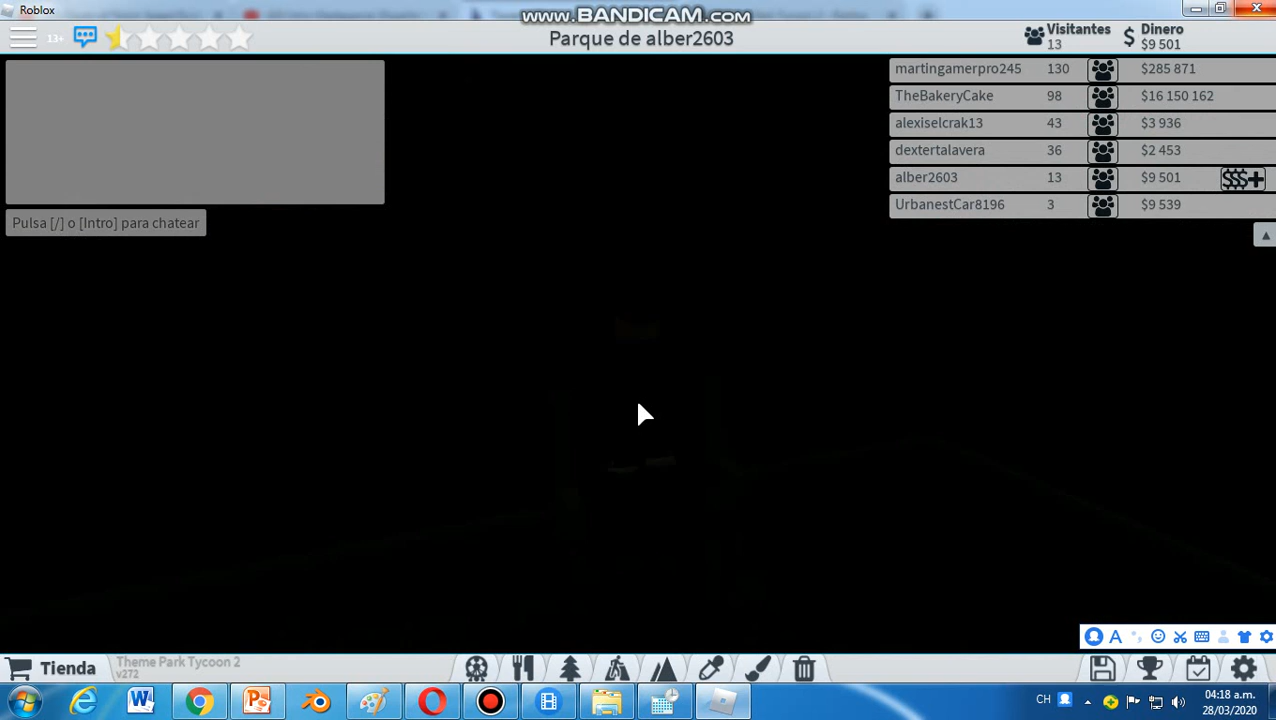 Roblox
www.BANDICAM.com
13+
Parque de alber2603
Visitantes
13
$ Dinero
$9 501
martingamerpro245 130 $285 871
TheBakeryCake 98 $16 150 162
alexiselcrak13 43 $3 936
dextertalavera 36 $2 453
alber2603 13 $9 501 $$$+
UrbanestCar8196 3 $9 539
Pulsa [/] o [Intro] para chatear
Tienda
Theme Park Tycoon 2
v272
CH
04:18 a.m.
28/03/2020